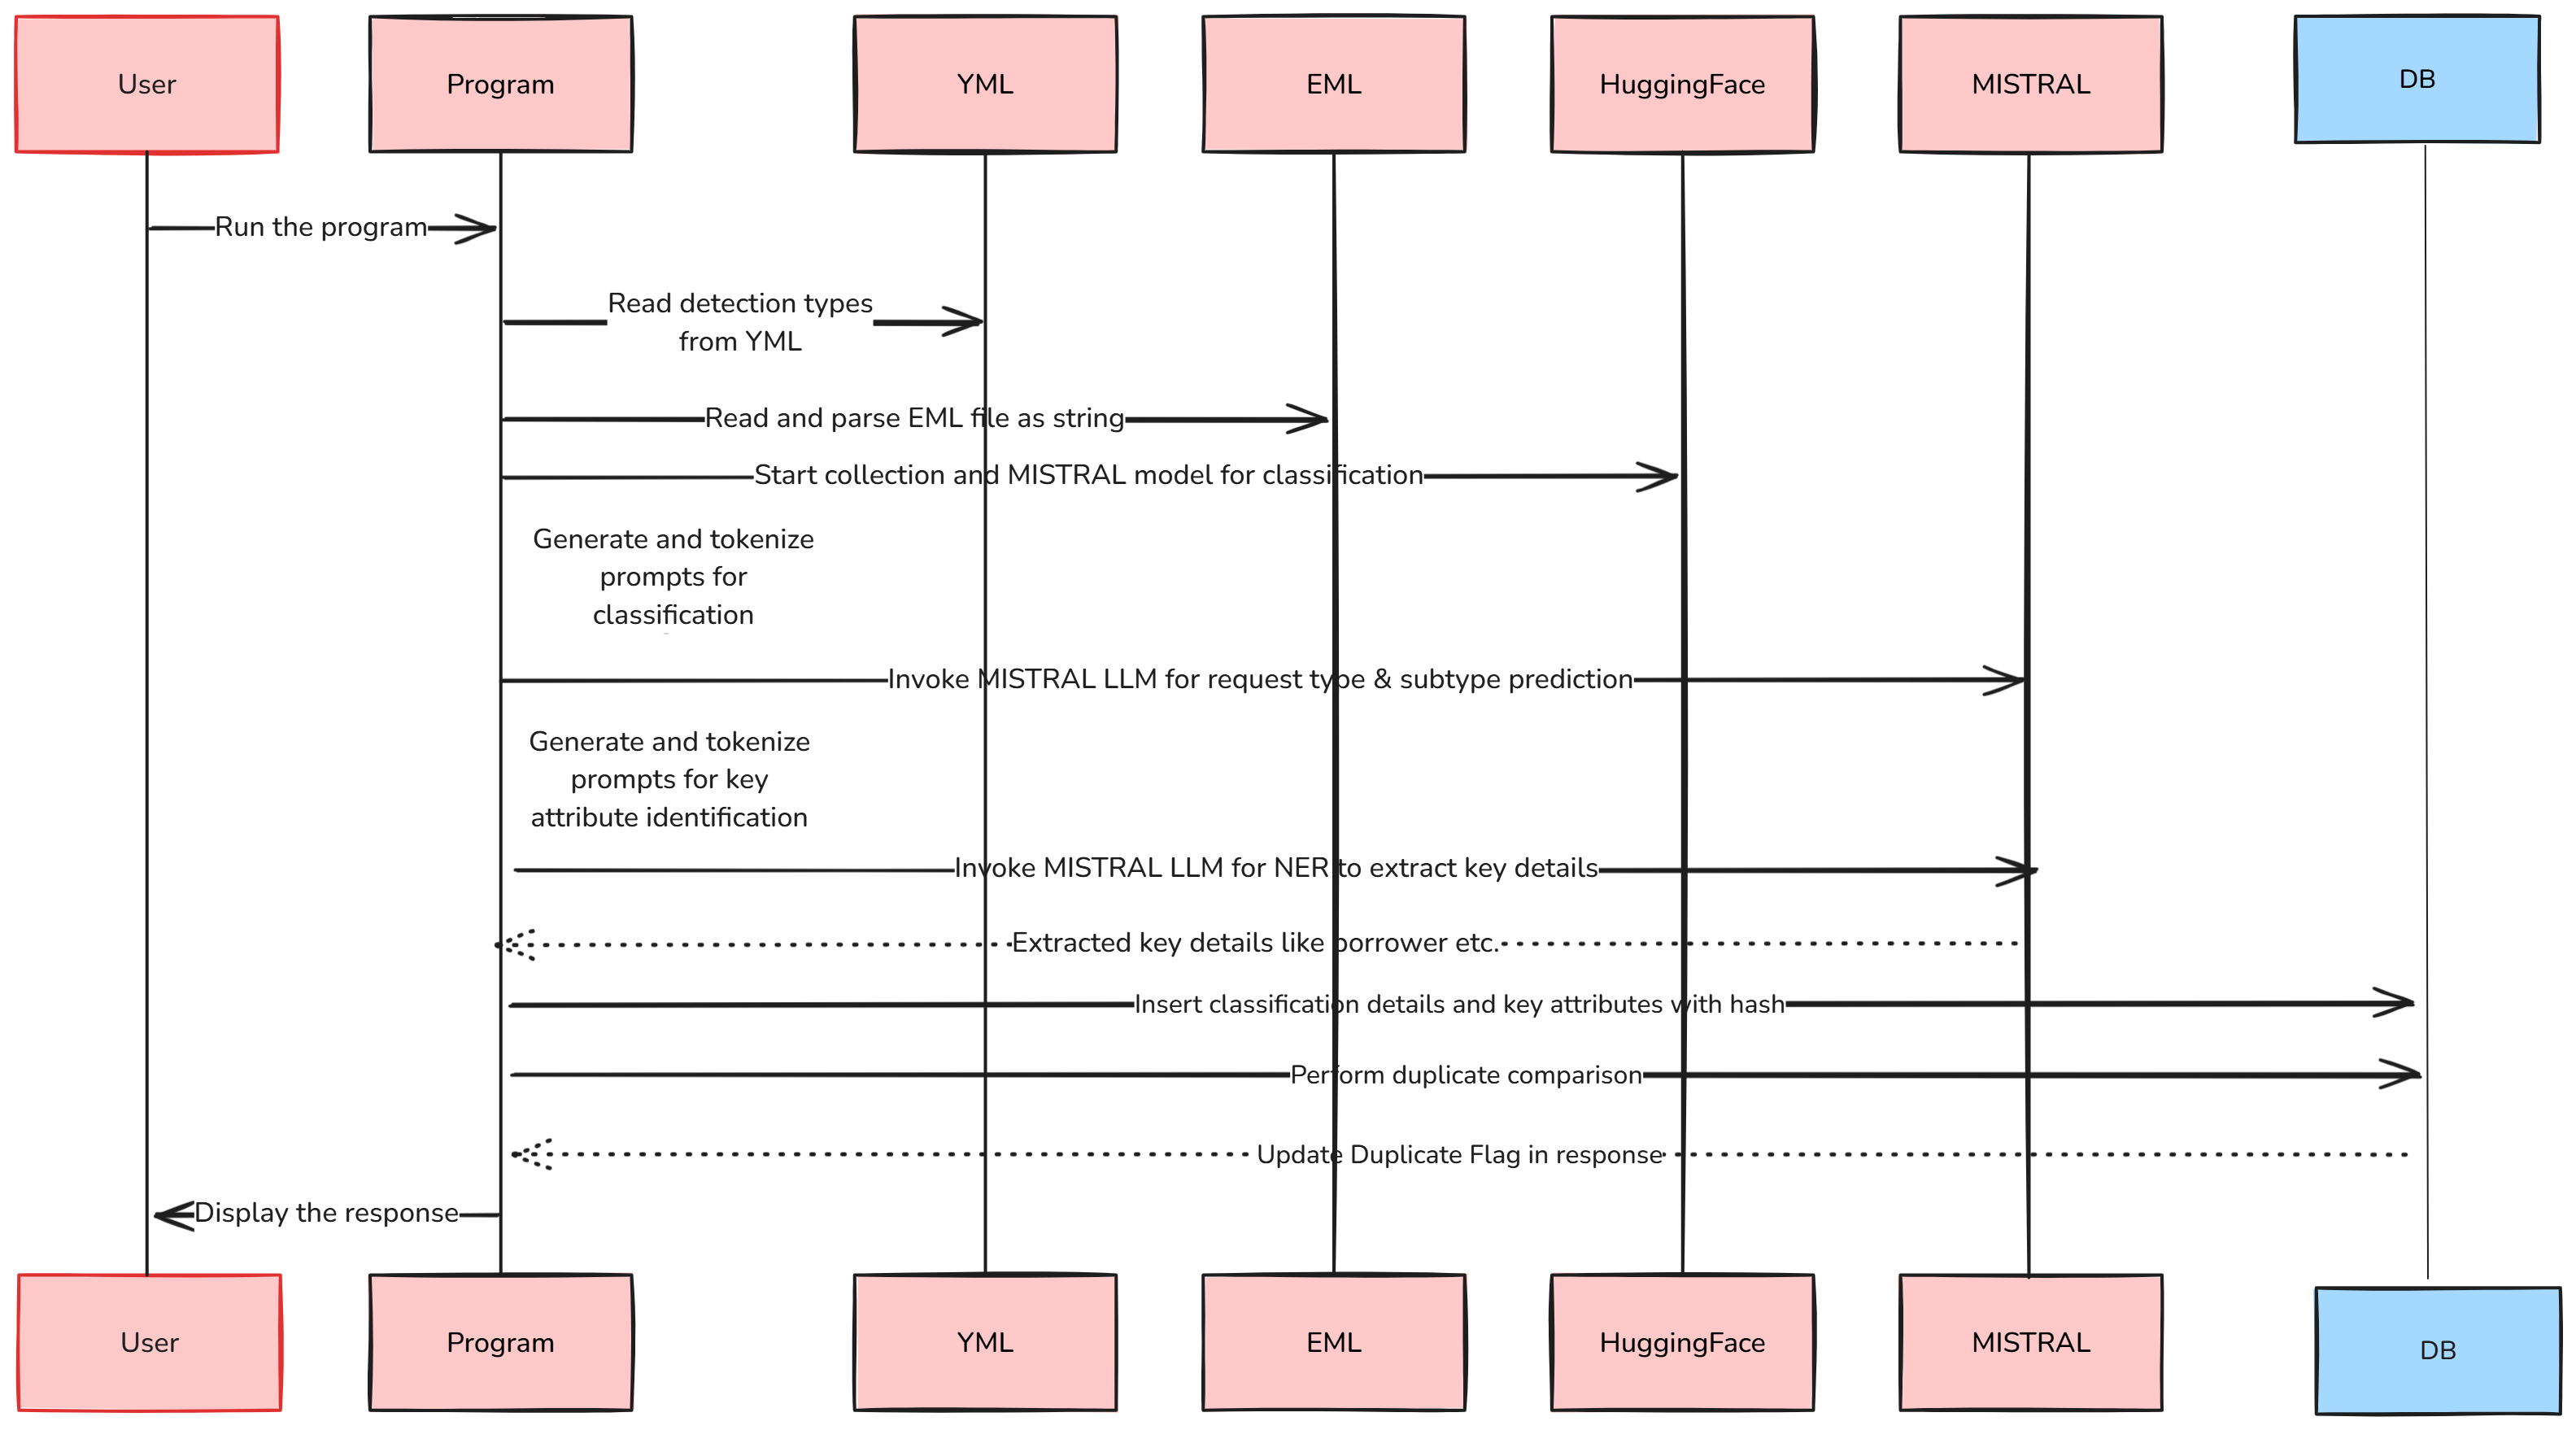 User
Program
YML
EML
HuggingFace
MISTRAL
DB
Run the program
Read detection types
from YML
Read and parse EML file as string
Start collection and MISTRAL model for classification
Generate and tokenize
prompts for
classification
Invoke MISTRAL LLM for request type & subtype prediction
Generate and tokenize
prompts for key
attribute identification
Invoke MISTRAL LLM for NER to extract key details
Extracted key details like borrower etc.
Insert classification details and key attributes with hash
Perform duplicate comparison
Update Duplicate Flag in response
Display the response
User
Program
YML
EML
HuggingFace
MISTRAL
DB